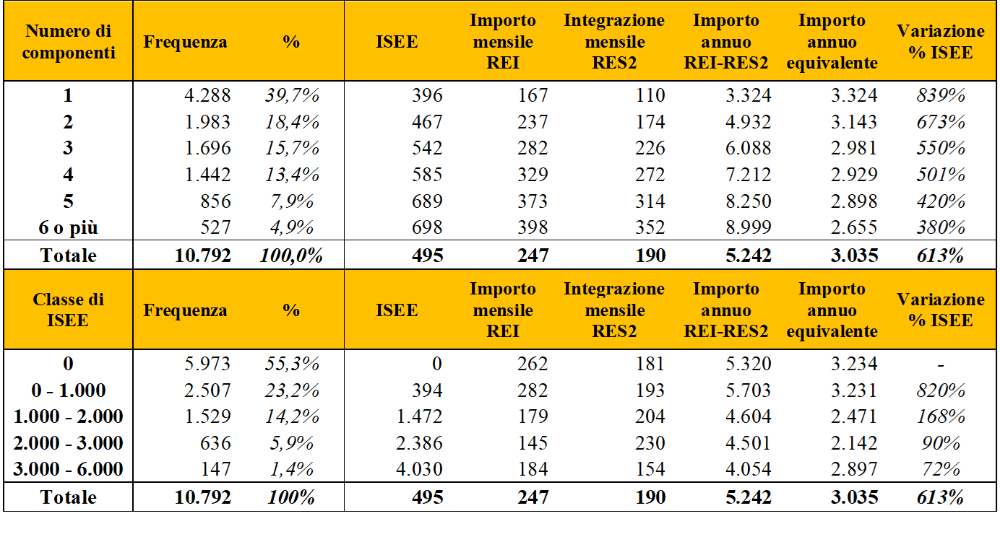 Numero di componenti Frequenza % ISEE Importo mensile REI Integrazione mensile RES2 Importo annuo REI-RES2 Importo annuo equivalente Variazione % ISEE
1 4.288 39,7% 396 167 110 3.324 3.324 839%
2 1.983 18,4% 467 237 174 4.932 3.143 673%
3 1.696 15,7% 542 282 226 6.088 2.981 550%
4 1.442 13,4% 585 329 272 7.212 2.929 501%
5 856 7,9% 689 373 314 8.250 2.898 420%
6 o più 527 4,9% 698 398 352 8.999 2.655 380%
Totale 10.792 100,0% 495 247 190 5.242 3.035 613%
Classe di ISEE Frequenza % ISEE Importo mensile REI Integrazione mensile RES2 Importo annuo REI-RES2 Importo annuo equivalente Variazione % ISEE
0 5.973 55,3% 0 262 181 5.320 3.234 -
0 - 1.000 2.507 23,2% 394 282 193 5.703 3.231 820%
1.000 - 2.000 1.529 14,2% 1.472 179 204 4.604 2.471 168%
2.000 - 3.000 636 5,9% 2.386 145 230 4.501 2.142 90%
3.000 - 6.000 147 1,4% 4.030 184 154 4.054 2.897 72%
Totale 10.792 100% 495 247 190 5.242 3.035 613%